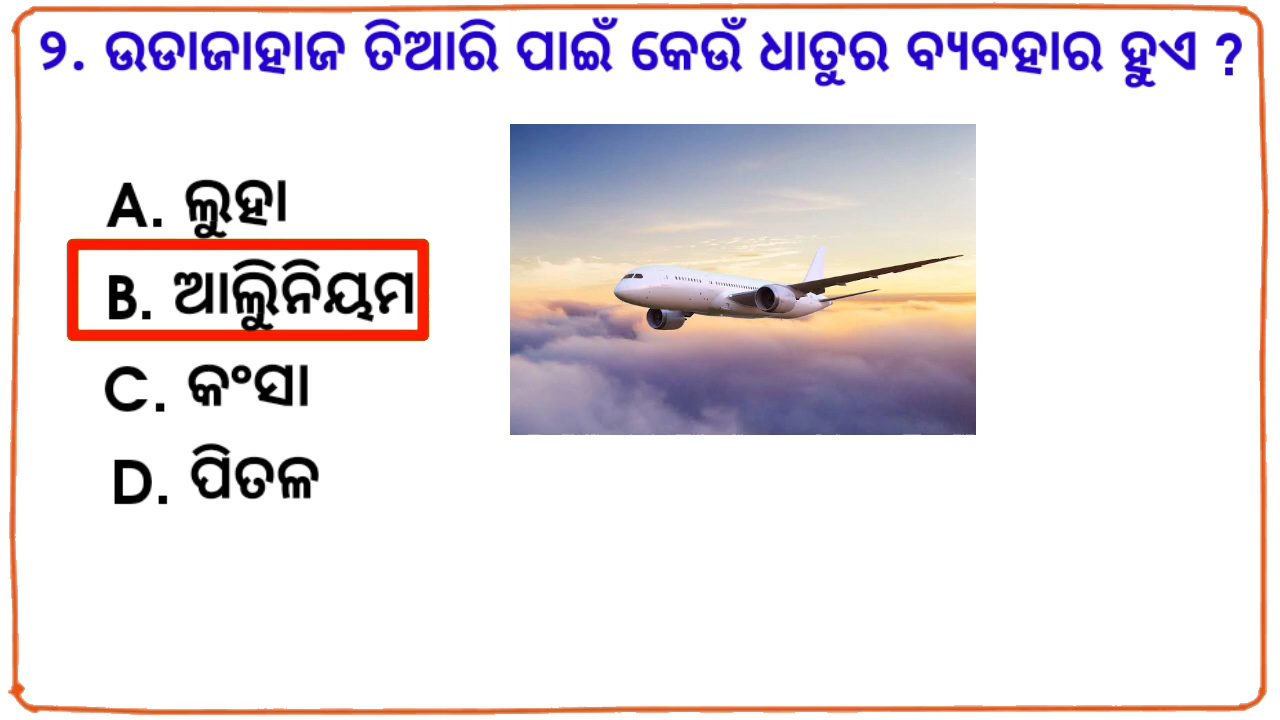 ୨. ଉଡାଜାହାଜ ତିଆରି ପାଇଁ କେଉଁ ଧାତୁର ବ୍ୟବହାର ହୁଏ ?
A. ଲୁହା
B. ଆଲୁିନିୟମ
C. କଂସା
D. ପିତଳ